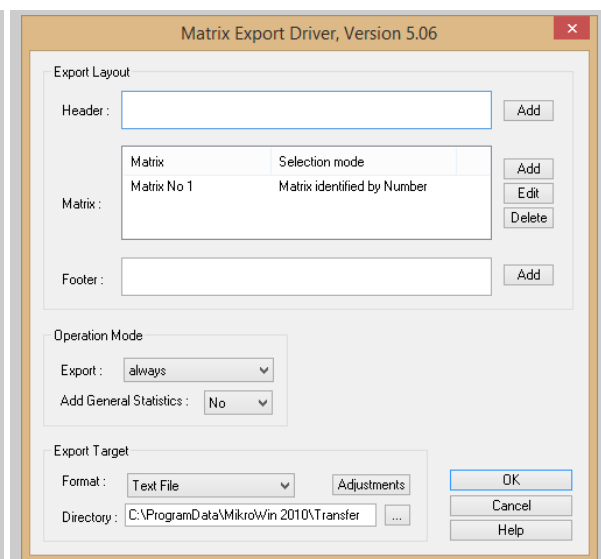 Matrix Export Driver, Version 5.06
Export Layout
Header :
Add
Matrix Selection mode
Matrix No 1 Matrix identified by Number
Matrix :
Add
Edit
Delete
Footer :
Add
Operation Mode
Export : always
Add General Statistics : No
Export Target
Format : Text File Adjustments
Directory : C:\ProgramData\MikroWin 2010\Transfer ...
OK
Cancel
Help